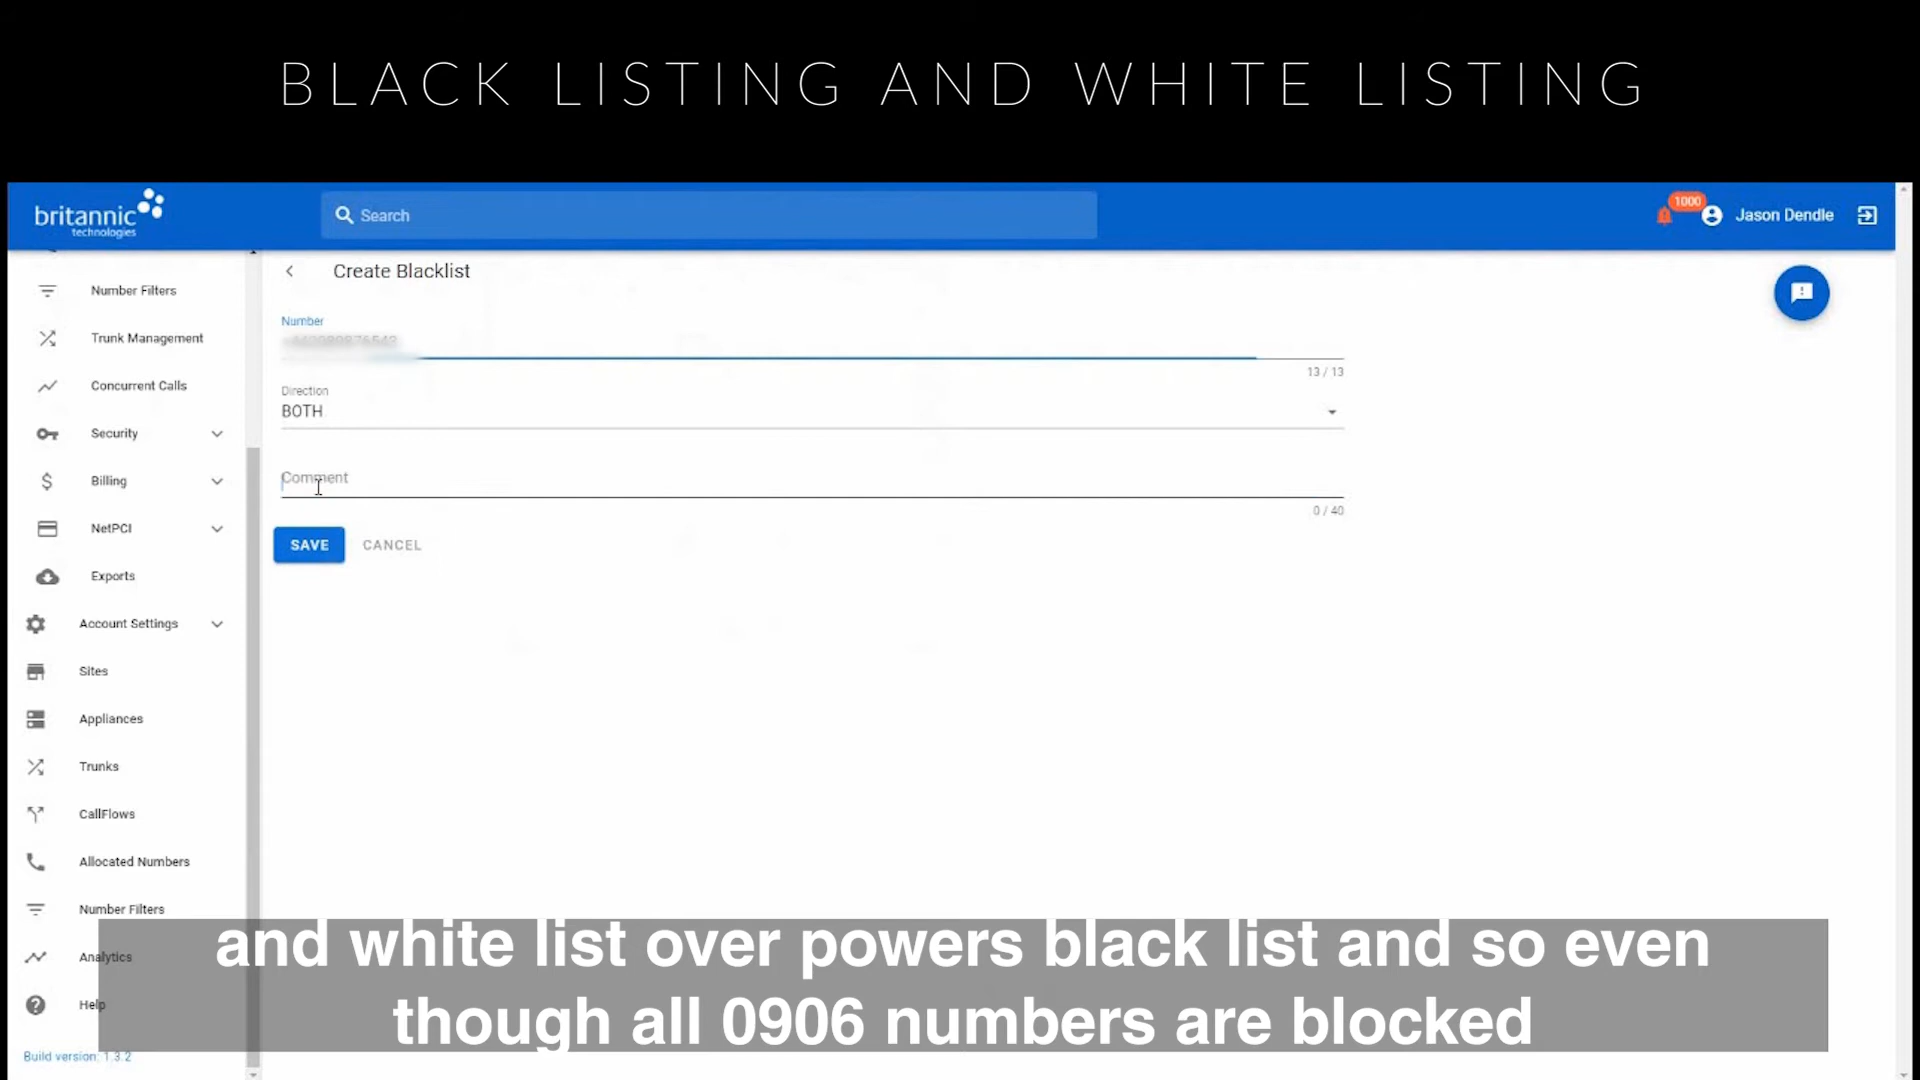 BLACK LISTING AND WHITE LISTING
britannic
technologies
Search
1000
Jason Dendle
Create Blacklist
Number Filters
Number
Trunk Management
13 / 13
Concurrent Calls
Direction
BOTH
Security
Billing
Comment
0 / 40
NetPCI
SAVE
CANCEL
Exports
Account Settings
Sites
Appliances
Trunks
CallFlows
Allocated Numbers
Number Filters
Analytics
Help
Build version: 1.3.2
and white list over powers black list and so even
though all 0906 numbers are blocked